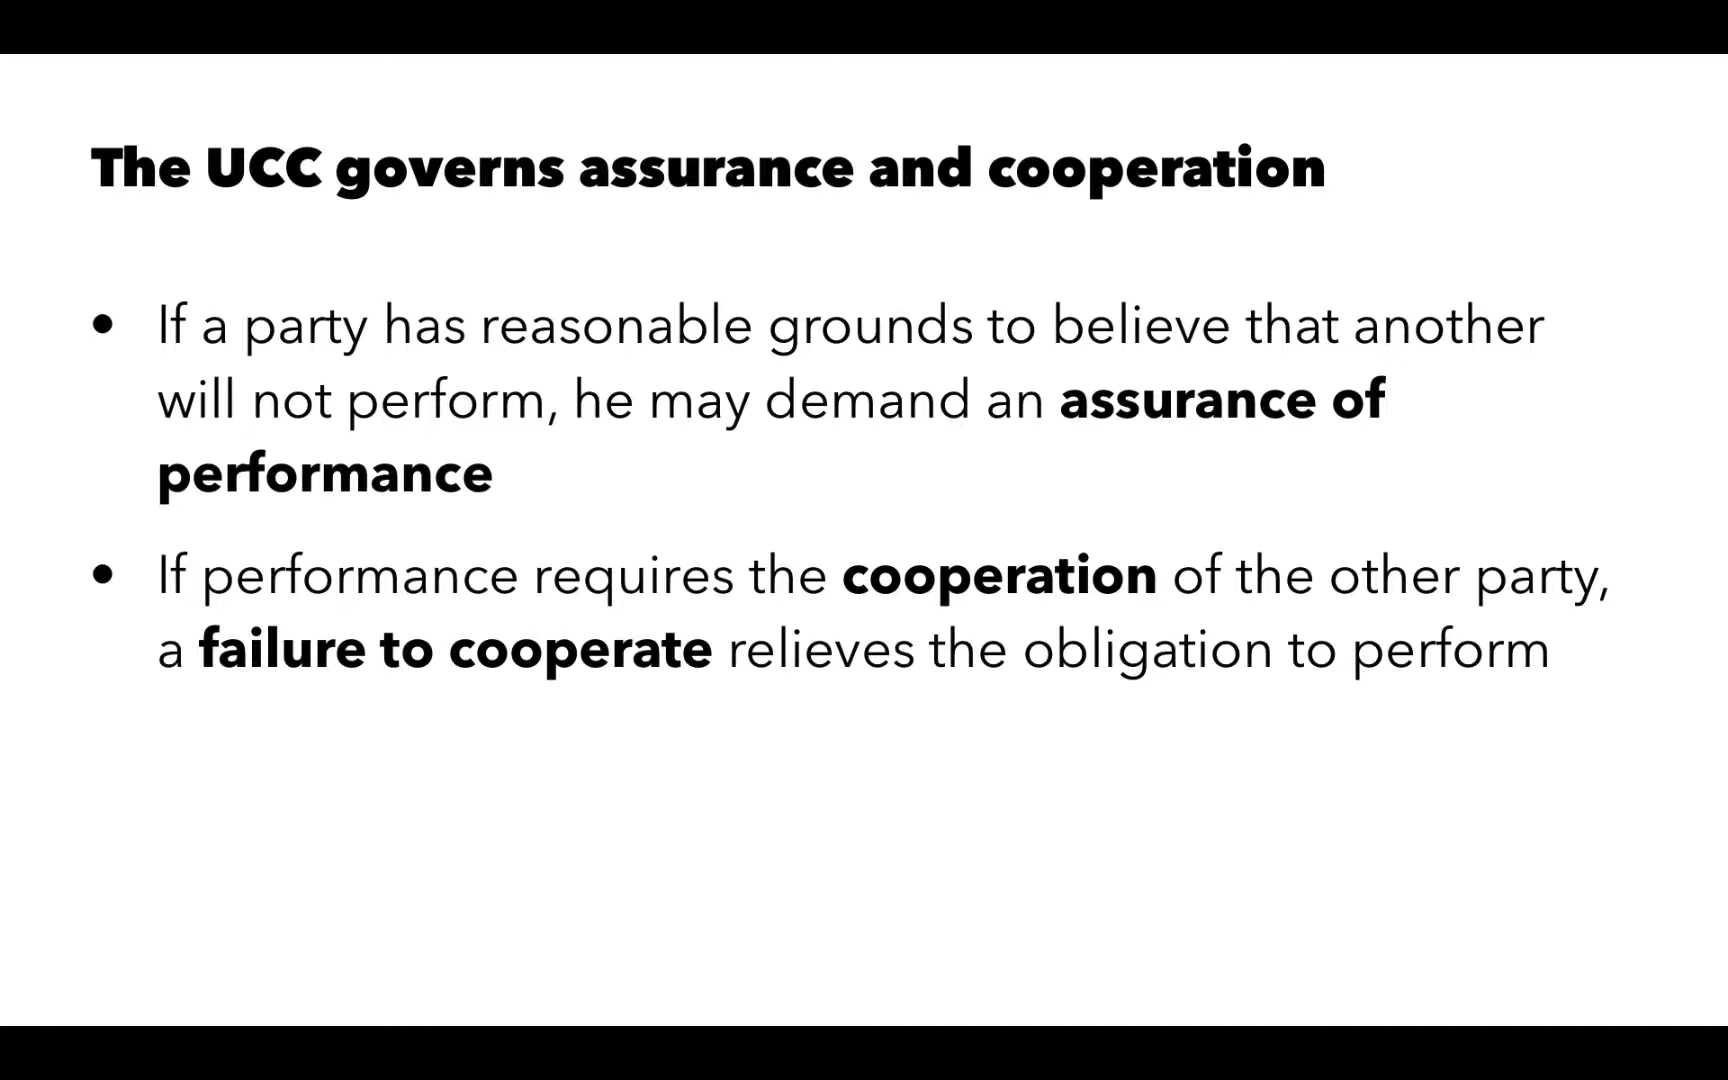 The UCC governs assurance and cooperation
• If a party has reasonable grounds to believe that another
will not perform, he may demand an assurance of
performance
• If performance requires the cooperation of the other party,
a failure to cooperate relieves the obligation to perform